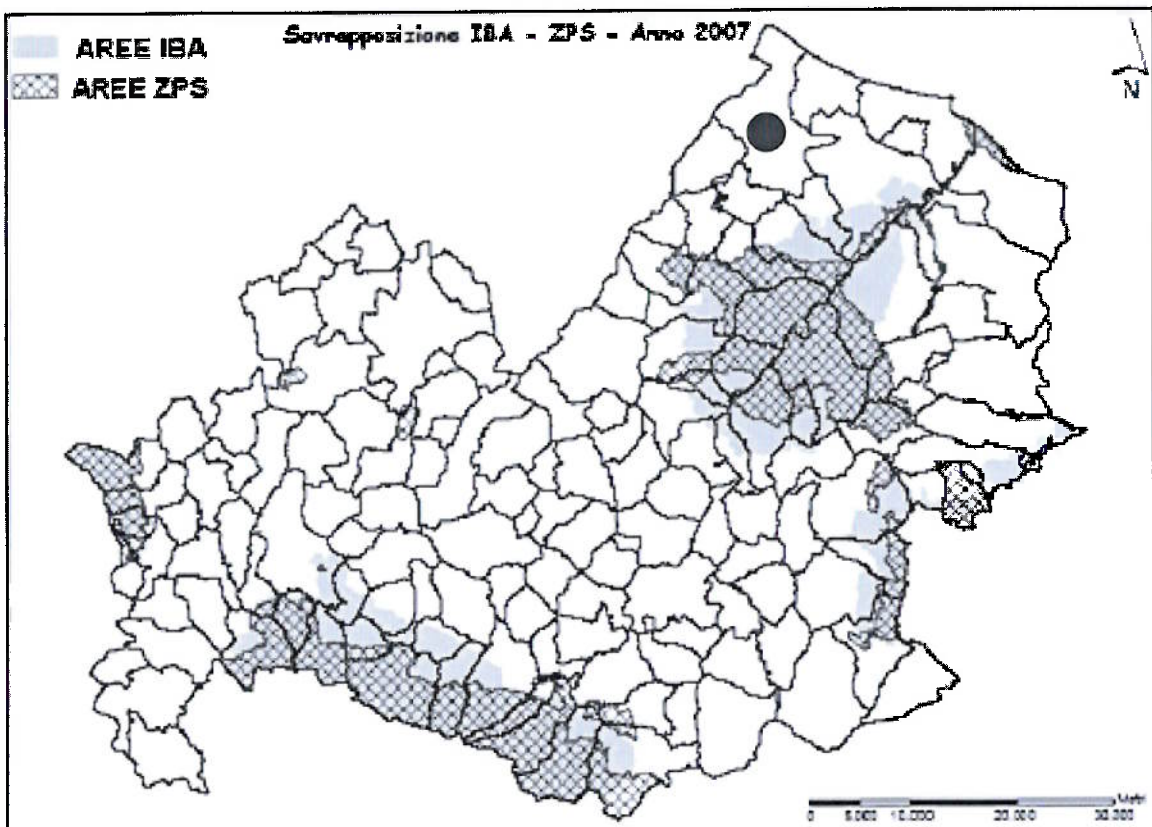 Sovrapposizione IBA - ZPS - Anno 2007
AREE IBA
AREE ZPS
N
Metri
0 5.000 10.000 20.000 30.000